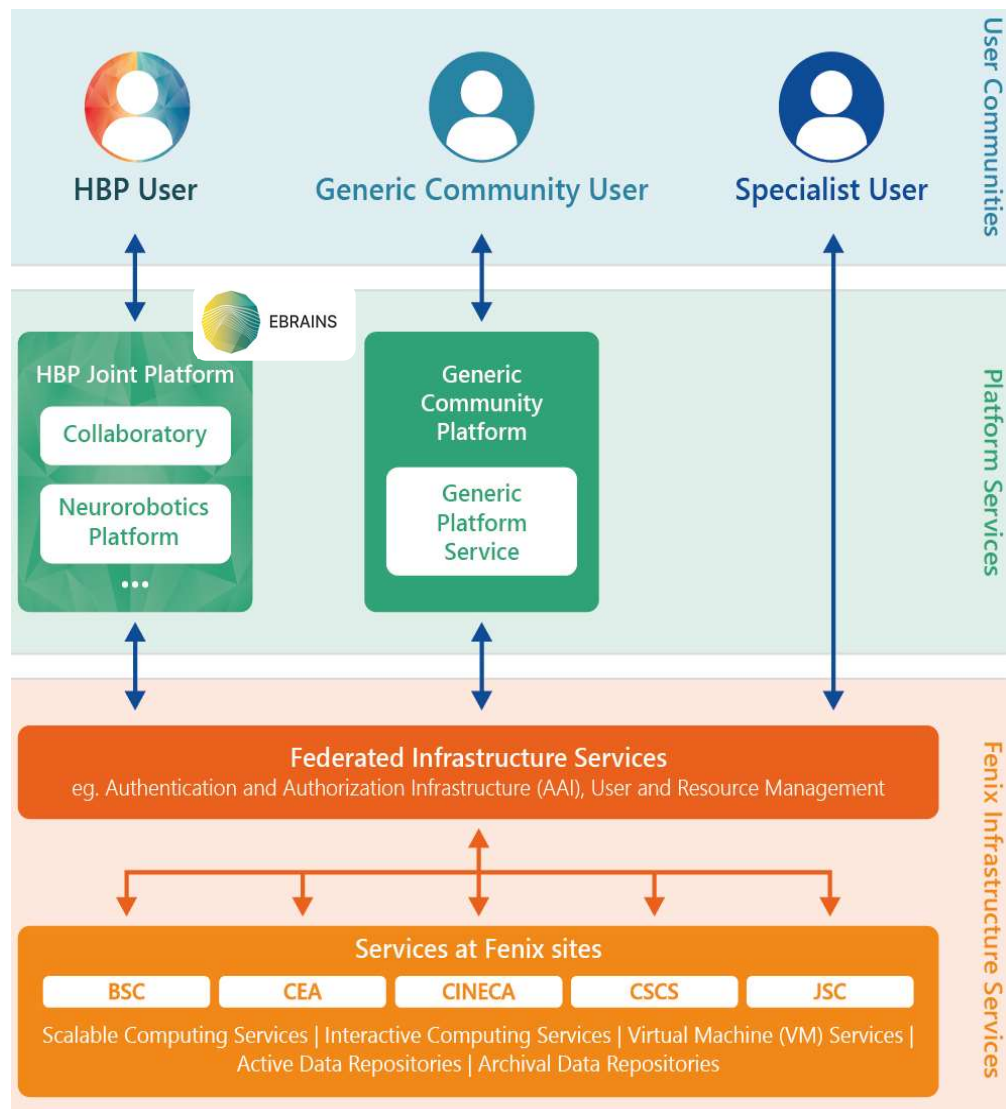 User Communities
HBP User
Generic Community User
Specialist User
Platform Services
EBRAINS
HBP Joint Platform
Collaboratory
Neurorobotics
Platform
...
Generic
Community
Platform
Generic
Platform
Service
Fenix Infrastructure Services
Federated Infrastructure Services
eg. Authentication and Authorization Infrastructure (AAI), User and Resource Management
Services at Fenix sites
BSC
CEA
CINECA
CSCS
JSC
Scalable Computing Services | Interactive Computing Services | Virtual Machine (VM) Services |
Active Data Repositories | Archival Data Repositories